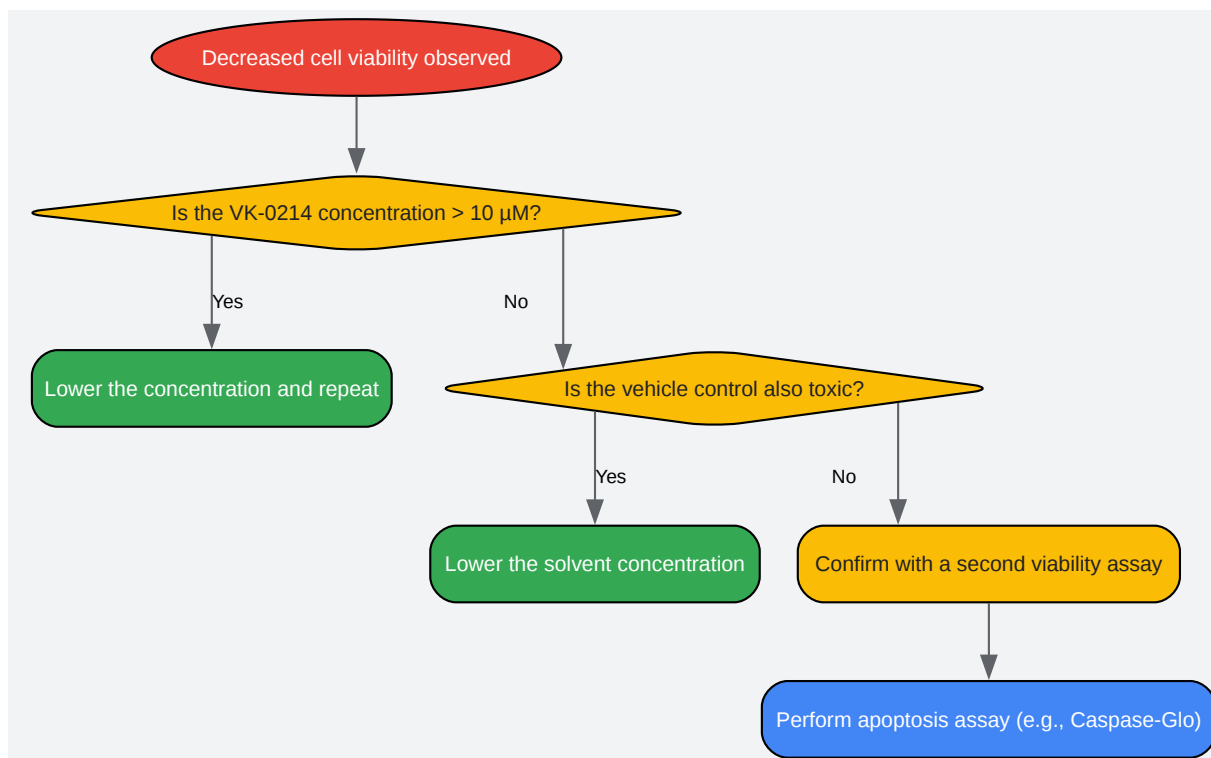 Decreased cell viability observed
Is the VK-0214 concentration > 10 µM?
Yes
No
Lower the concentration and repeat
Is the vehicle control also toxic?
Yes
No
Lower the solvent concentration
Confirm with a second viability assay
Perform apoptosis assay (e.g., Caspase-Glo)